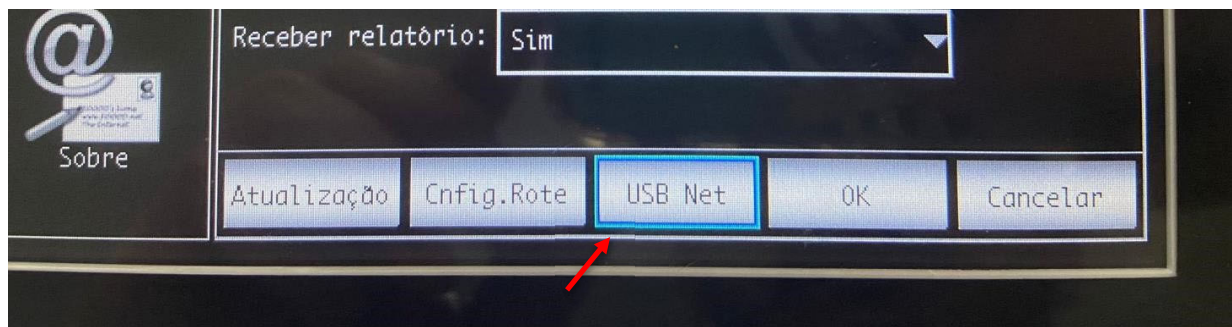 Receber relatório: Sim
Sobre
Atualização Cnfig.Rote USB Net OK Cancelar